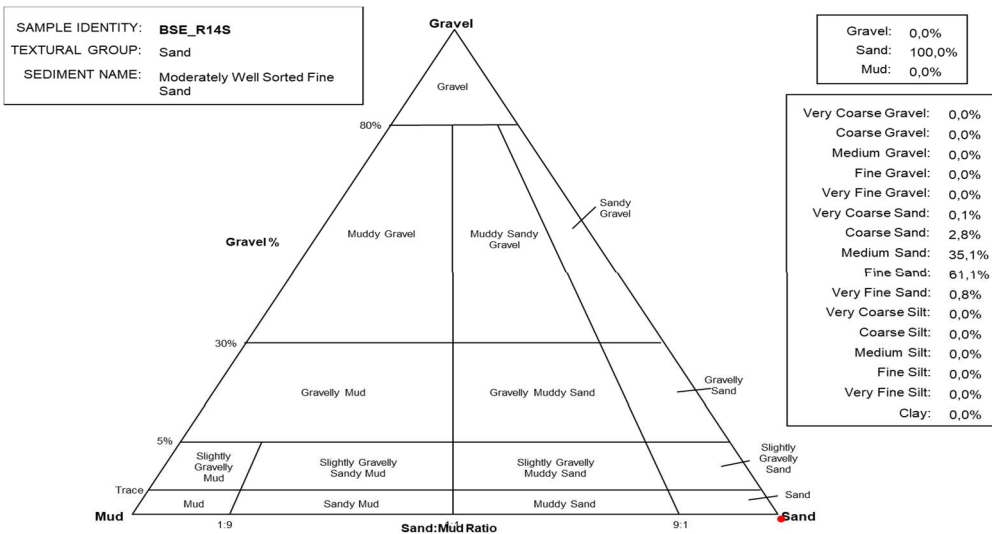 SAMPLE IDENTITY: BSE_R14S
TEXTURAL GROUP: Sand
SEDIMENT NAME: Moderately Well Sorted Fine
Sand
Gravel: 0,0%
Sand: 100,0%
Mud: 0,0%
Very Coarse Gravel: 0,0%
Coarse Gravel: 0,0%
Medium Gravel: 0,0%
Fine Gravel: 0,0%
Very Fine Gravel: 0,0%
Very Coarse Sand: 0,1%
Coarse Sand: 2,8%
Medium Sand: 35,1%
Fine Sand: 61,1%
Very Fine Sand: 0,8%
Very Coarse Silt: 0,0%
Coarse Silt: 0,0%
Medium Silt: 0,0%
Fine Silt: 0,0%
Very Fine Silt: 0,0%
Clay: 0,0%
Gravel
Gravel
80%
Sandy
Gravel
Gravel %
Muddy Gravel
Muddy Sandy
Gravel
30%
Gravelly Mud
Gravelly Muddy Sand
Gravelly
Sand
5%
Slightly
Gravelly
Mud
Slightly Gravelly
Sandy Mud
Slightly Gravelly
Muddy Sand
Slightly
Gravelly
Sand
Trace
Mud
Sandy Mud
Muddy Sand
Sand
Mud
Sand
1:9
Sand:Mud Ratio
9:1